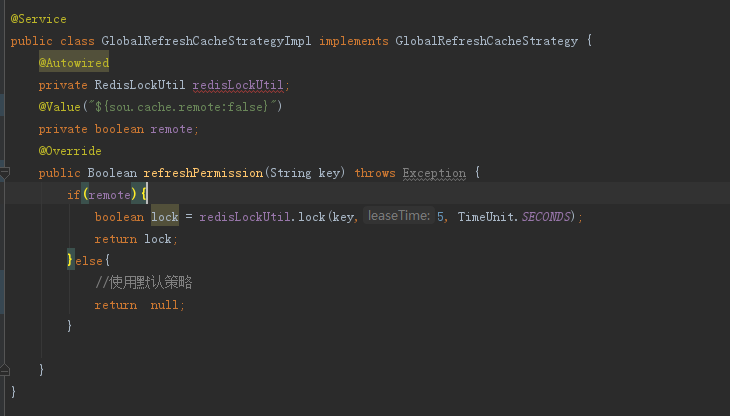 @Service
public class GlobalRefreshCacheStrategyImpl implements GlobalRefreshCacheStrategy {
@Autowired
private RedisLockUtil redisLockUtil;
@Value("${sou.cache.remote:false}")
private boolean remote;
@Override
public Boolean refreshPermission(String key) throws Exception {
if(remote){
boolean lock = redisLockUtil.lock(key, leaseTime: 5, TimeUnit.SECONDS);
return lock;
}else{
//使用默认策略
return  null;
}
}
}